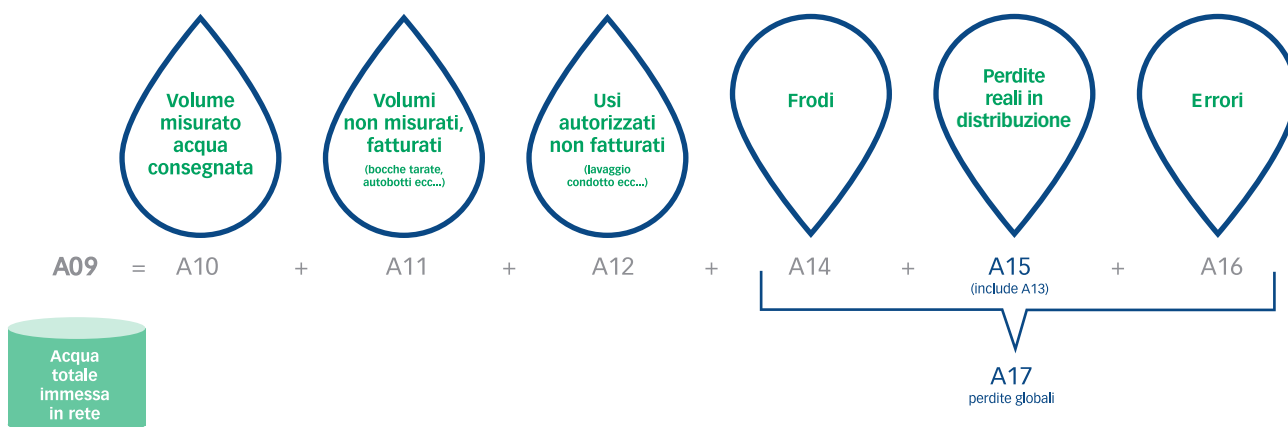 Volume
misurato
acqua
consegnata
Volumi
non misurati,
fatturati
(bocche tarate,
autobotti ecc...)
Usi
autorizzati
non fatturati
(lavaggio
condotto ecc...)
Frodi
Perdite
reali in
distribuzione
Errori
A09 = A10 + A11 + A12 + A14 + A15 + A16
(include A13)
Acqua
totale
immessa
in rete
A17
perdite globali